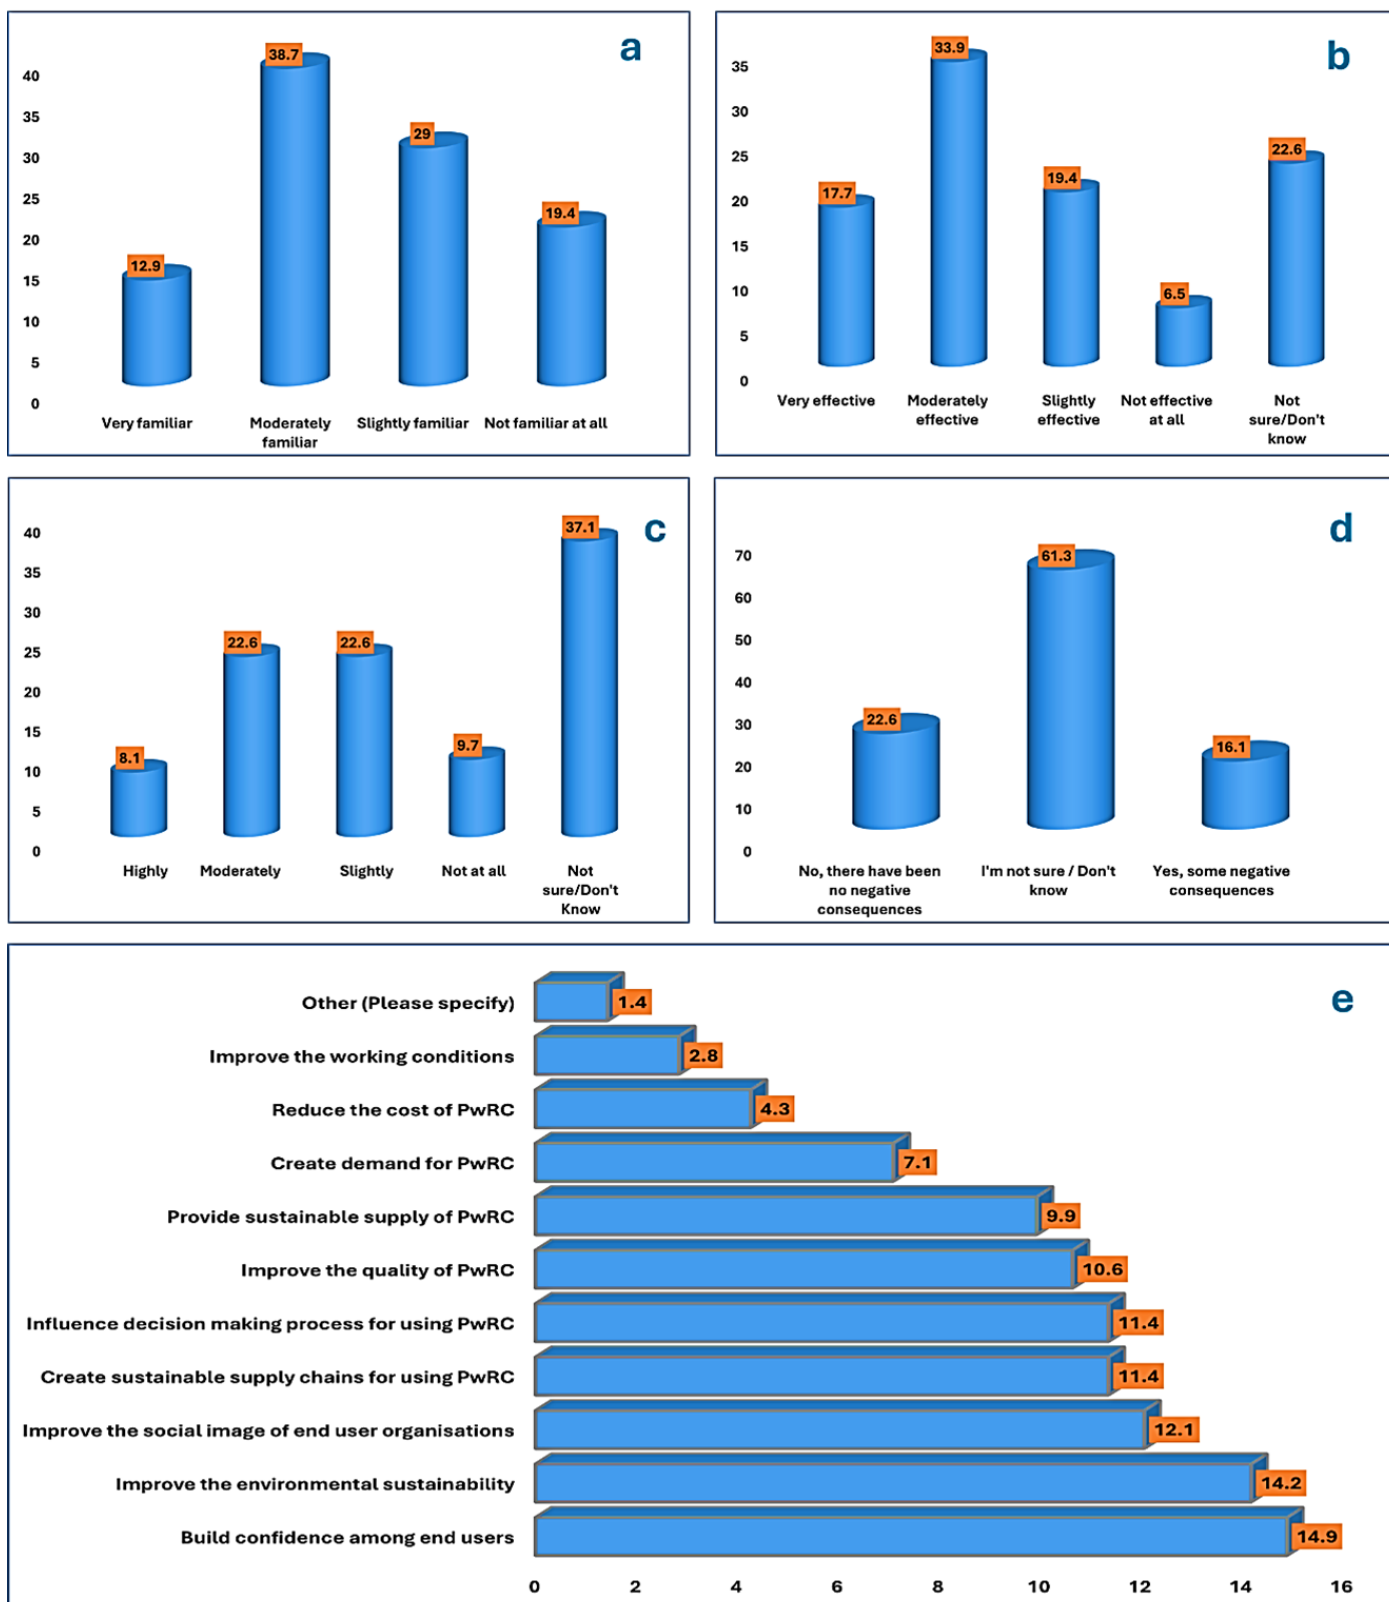 a
40
35
30
25
20
15
10
5
0
12.9
38.7
29
19.4
Very familiar
Moderately
familiar
Slightly familiar
Not familiar at all
b
35
30
25
20
15
10
5
0
17.7
33.9
19.4
6.5
22.6
Very effective
Moderately
effective
Slightly
effective
Not effective
at all
Not
sure/Don't
know
c
40
35
30
25
20
15
10
5
0
8.1
22.6
22.6
9.7
37.1
Highly
Moderately
Slightly
Not at all
Not
sure/Don't
Know
d
70
60
50
40
30
20
10
0
22.6
61.3
16.1
No, there have been
no negative
consequences
I'm not sure / Don't
know
Yes, some negative
consequences
e
Other (Please specify) 1.4
Improve the working conditions 2.8
Reduce the cost of PwRC 4.3
Create demand for PwRC 7.1
Provide sustainable supply of PwRC 9.9
Improve the quality of PwRC 10.6
Influence decision making process for using PwRC 11.4
Create sustainable supply chains for using PwRC 11.4
Improve the social image of end user organisations 12.1
Improve the environmental sustainability 14.2
Build confidence among end users 14.9
0 2 4 6 8 10 12 14 16